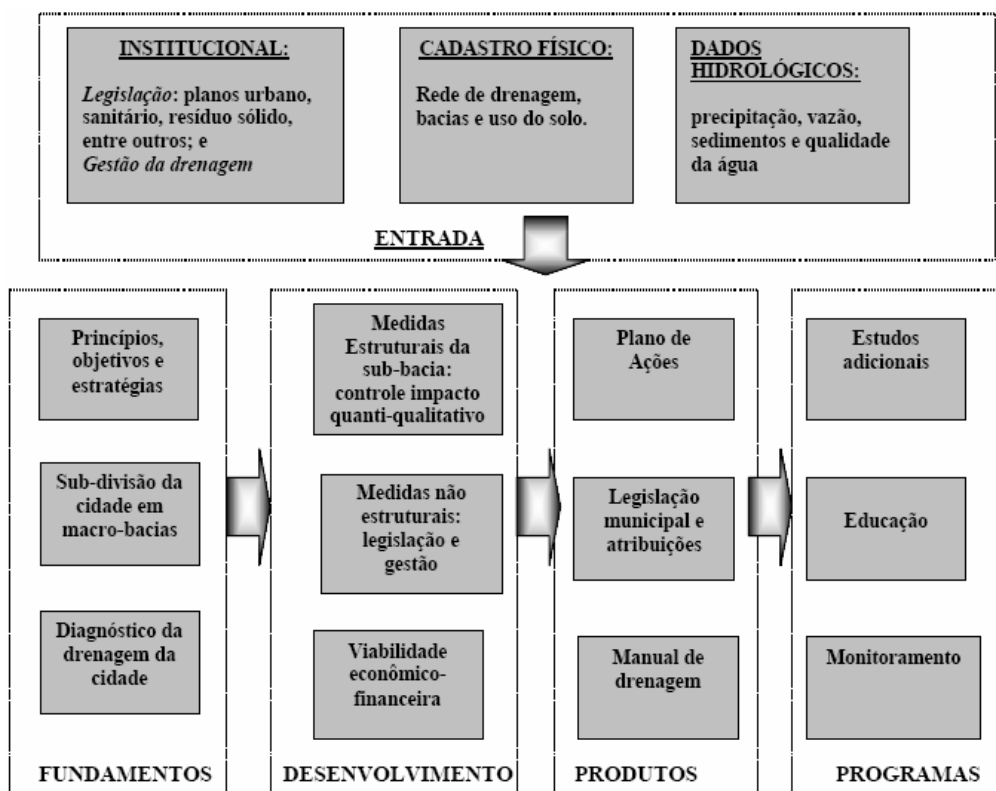 INSTITUCIONAL:
Legislação: planos urbano,
sanitário, resíduo sólido,
entre outros; e
Gestão da drenagem
CADASTRO FÍSICO:
Rede de drenagem,
bacias e uso do solo.
DADOS
HIDROLÓGICOS:
precipitação, vazão,
sedimentos e qualidade
da água
ENTRADA
Princípios,
objetivos e
estratégias
Sub-divisão da
cidade em
macro-bacias
Diagnóstico da
drenagem da
cidade
FUNDAMENTOS
Medidas
Estruturais da
sub-bacia:
controle impacto
quanti-qualitativo
Medidas não
estruturais:
legislação e
gestão
Viabilidade
econômico-
financeira
DESENVOLVIMENTO
Plano de
Ações
Legislação
municipal e
atribuições
Manual de
drenagem
PRODUTOS
Estudos
adicionais
Educação
Monitoramento
PROGRAMAS